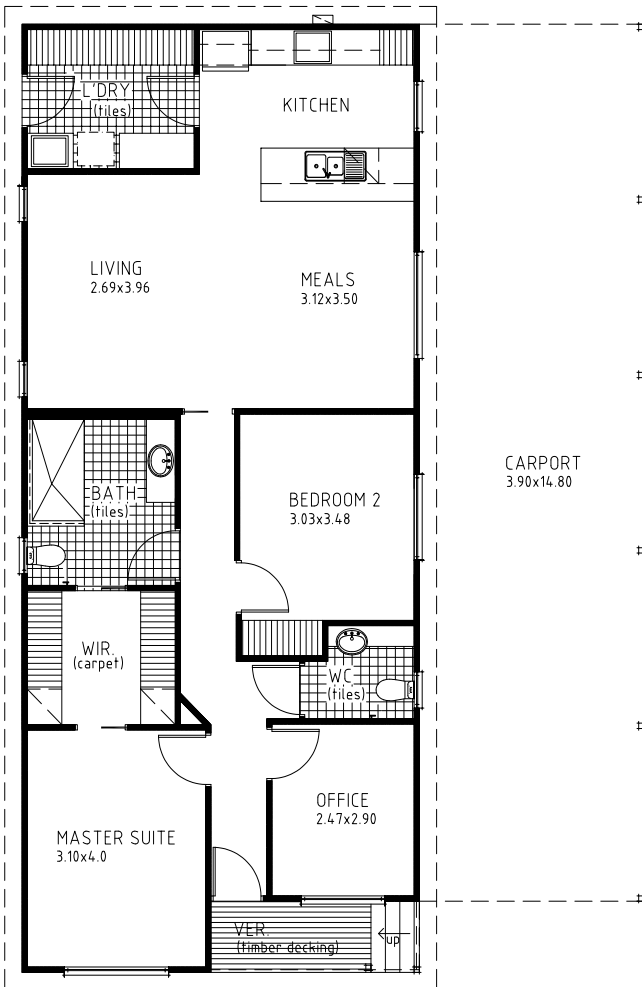 L'DRY
(tiles)
KITCHEN
LIVING
2.69x3.96
MEALS
3.12x3.50
CARPORT
3.90x14.80
BATH
(tiles)
BEDROOM 2
3.03x3.48
WIR.
(carpet)
WC
(tiles)
OFFICE
2.47x2.90
MASTER SUITE
3.10x4.0
VER.
(timber decking)
up